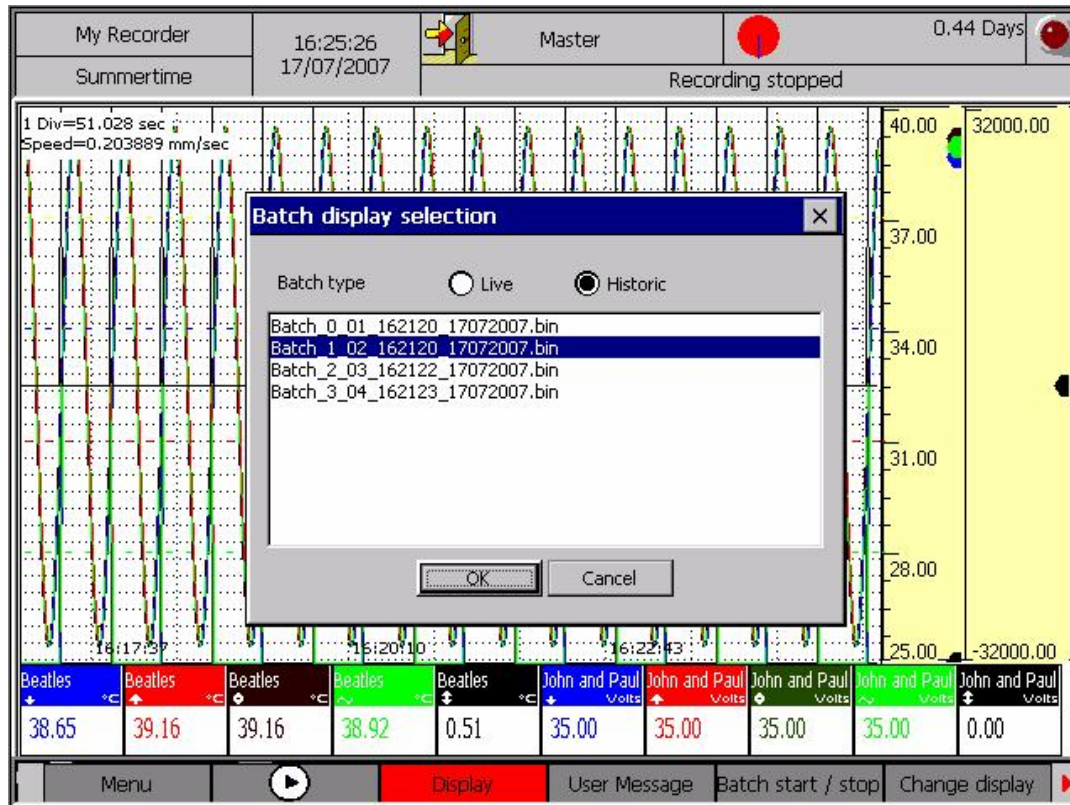 My Recorder
Summertime
16:25:26
17/07/2007
Master
0.44 Days
Recording stopped
1 Div=51.028 sec
Speed=0.203889 mm/sec
40.00
32000.00
37.00
34.00
31.00
28.00
25.00
-32000.00
Batch display selection
Batch type
Live
Historic
Batch_0_01_162120_17072007.bin
Batch_1_02_162120_17072007.bin
Batch_2_03_162122_17072007.bin
Batch_3_04_162123_17072007.bin
OK
Cancel
16:17:37
16:20:10
16:22:43
Beatles
°C
38.65
Beatles
°C
39.16
Beatles
°C
39.16
Beatles
°C
38.92
Beatles
°C
0.51
John and Paul
Volts
35.00
John and Paul
Volts
35.00
John and Paul
Volts
35.00
John and Paul
Volts
35.00
John and Paul
Volts
0.00
Menu
Display
User Message
Batch start / stop
Change display